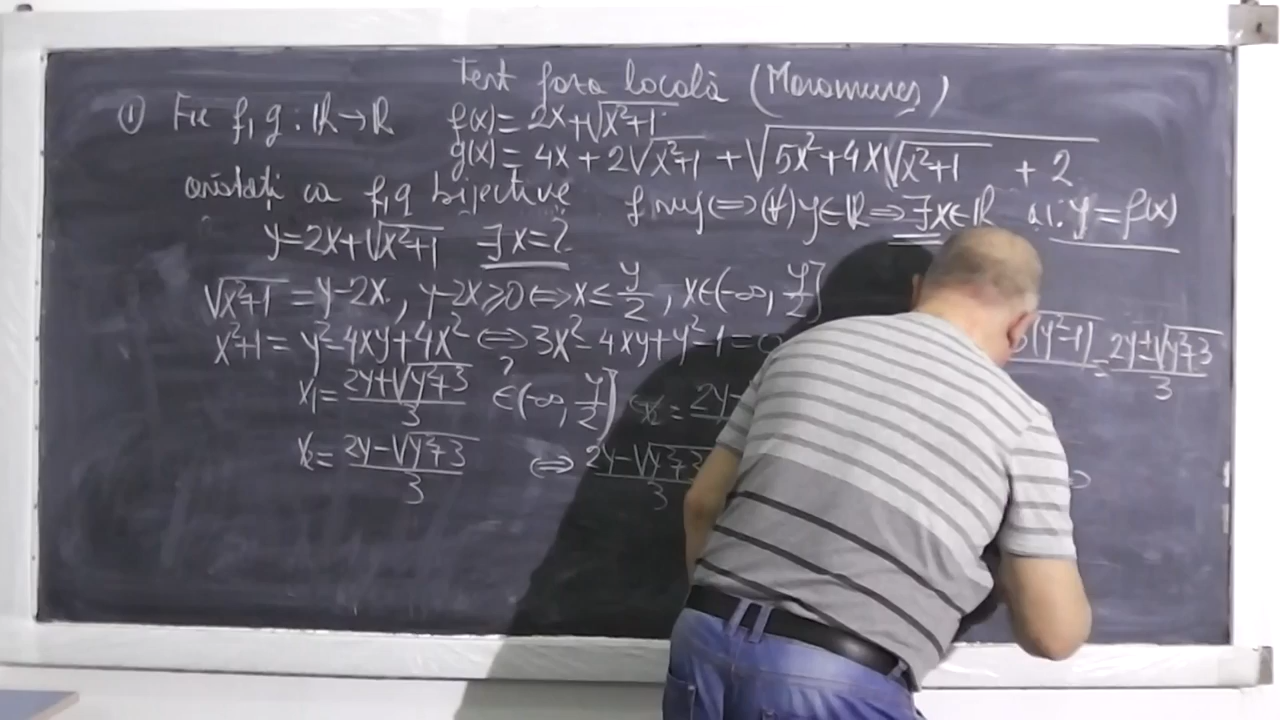 Test faza locală (Maramureș)
① Fie f, g : ℝ→ℝ f(x) = 2x+√(x²+1)
g(x) = 4x + 2√(x²+1) + √(5x²+4x√(x²+1) + 2)
arătați că f, g bijective f surj ⇔ (∀) y∈ℝ ⇒ ∃ x∈ℝ a.î. y = f(x)
y = 2x+√(x²+1) ∃ x = ?
√(x²+1) = y-2x, y-2x ⩾ 0 ⇔ x ≤ y/2, x∈(-∞, y/2]
x²+1 = y²-4xy+4x² ⇔ 3x²-4xy+y²-1 = 0 (y²-1) = (2y±√(y²+3))/3
x₁ = (2y+√(y²+3))/3 ∈? (-∞, y/2]
x₂ = (2y-√(y²+3))/3 ⇔ (2y-√(y²+3))/3